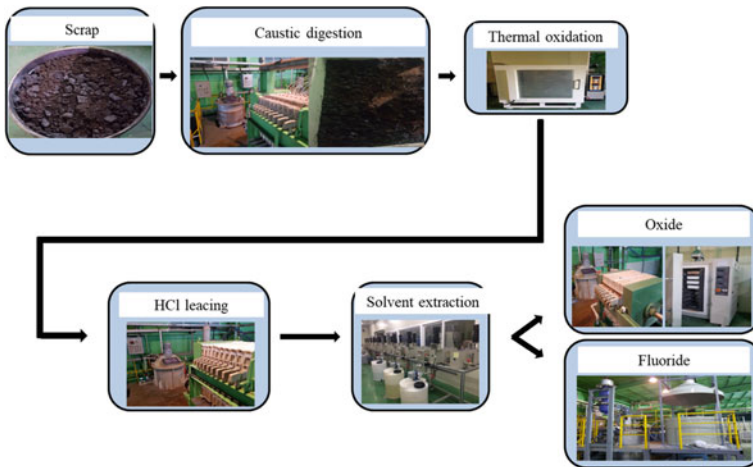 Scrap
Caustic digestion
Thermal oxidation
HCl leacing
Solvent extraction
Oxide
Fluoride